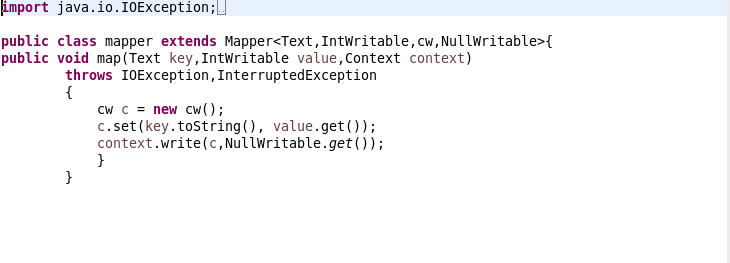 import java.io.IOException;
public class mapper extends Mapper<Text,IntWritable,cw,NullWritable>{
public void map(Text key,IntWritable value,Context context)
throws IOException,InterruptedException
{
cw c = new cw();
c.set(key.toString(), value.get());
context.write(c,NullWritable.get());
}
}